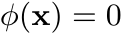 ϕ(𝐱) = 0